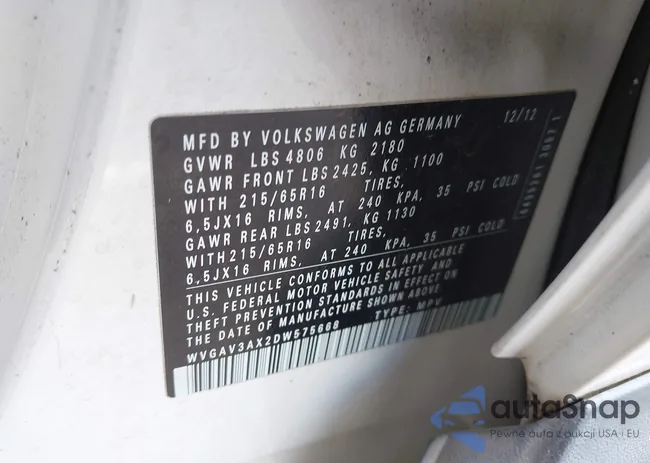 MFD BY VOLKSWAGEN AG GERMANY 12/12
GVWR LBS 4806 KG 2180
GAWR FRONT LBS 2425, KG 1100
WITH 215/65R16 TIRES,
6,5JX16 RIMS, AT 240 KPA, 35 PSI COLD
GAWR REAR LBS 2491, KG 1130
WITH 215/65R16 TIRES,
6,5JX16 RIMS, AT 240 KPA, 35 PSI COLD
THIS VEHICLE CONFORMS TO ALL APPLICABLE
U.S. FEDERAL MOTOR VEHICLE SAFETY AND
THEFT PREVENTION STANDARDS IN EFFECT ON
THE DATE OF MANUFACTURE SHOWN ABOVE
WVGAV3AX2DW575668 TYPE: MPV
autaSnap
Pewne auta z aukcji USA i EU